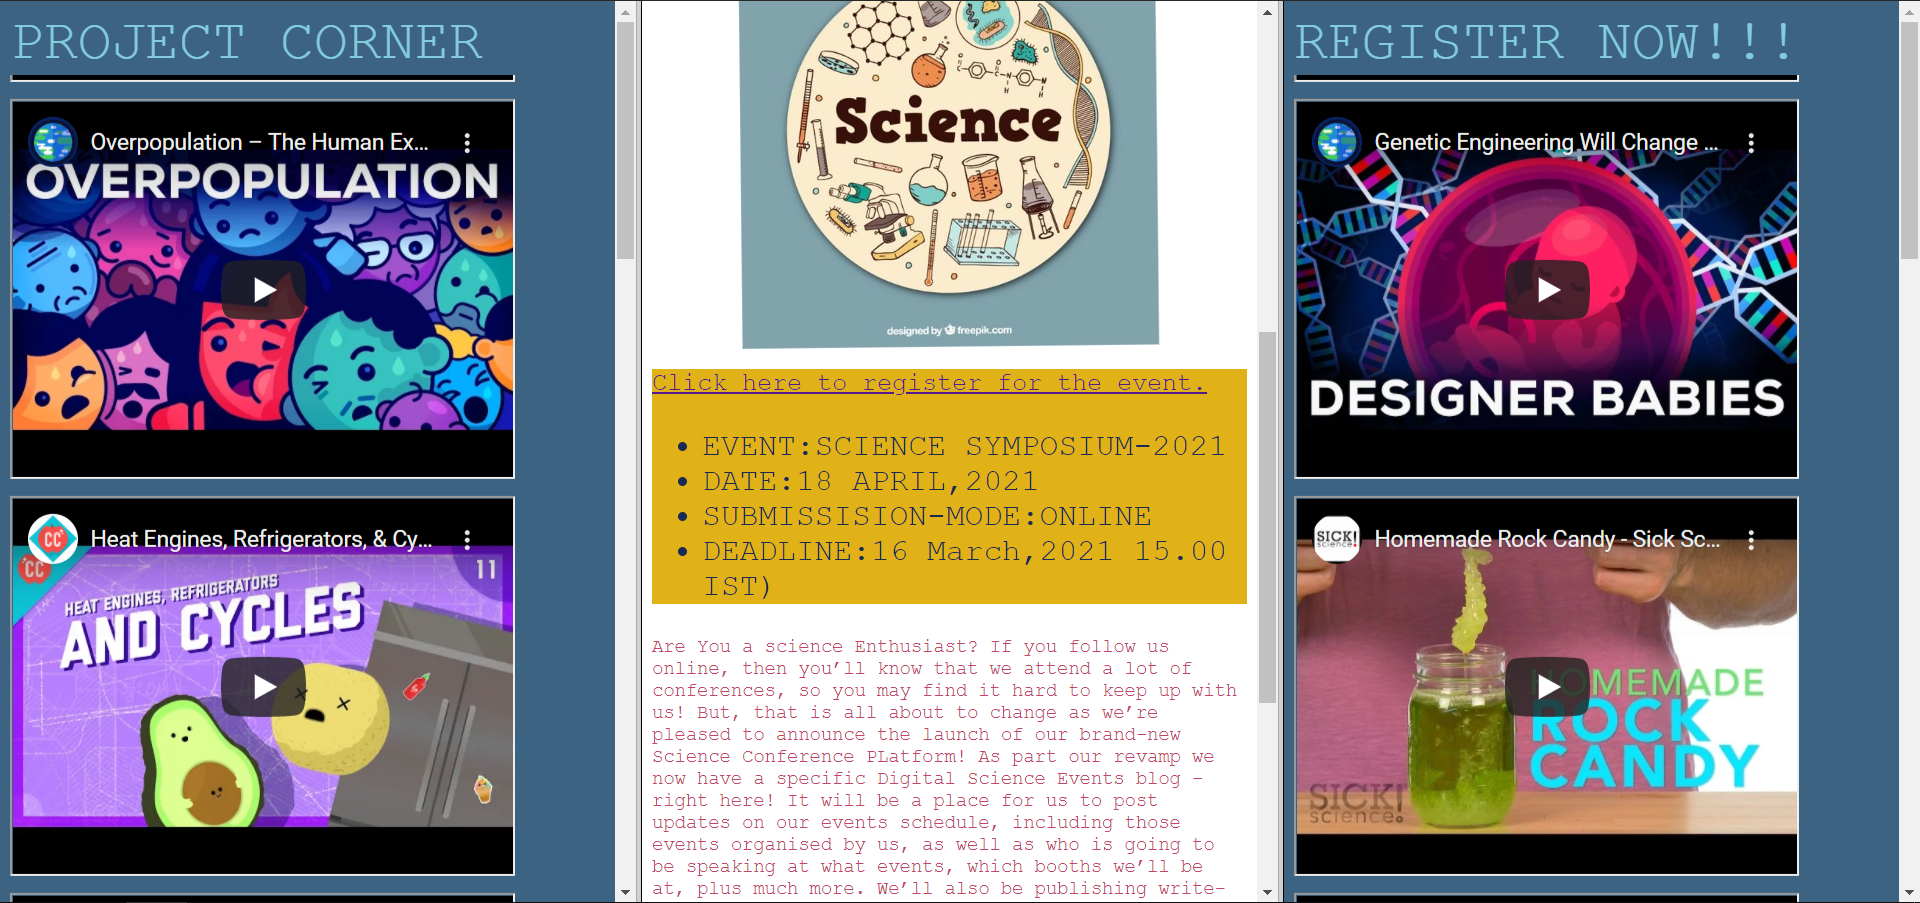 PROJECT CORNER
Overpopulation – The Human Ex...
OVERPOPULATION
Heat Engines, Refrigerators, & Cy...
CC
CC
11
HEAT ENGINES, REFRIGERATORS
AND CYCLES
Science
designed by freepik.com
Click here to register for the event.
• EVENT:SCIENCE SYMPOSIUM-2021
• DATE:18 APRIL,2021
• SUBMISSISION-MODE:ONLINE
• DEADLINE:16 March,2021 15.00
IST)
Are You a science Enthusiast? If you follow us
online, then you’ll know that we attend a lot of
conferences, so you may find it hard to keep up with
us! But, that is all about to change as we’re
pleased to announce the launch of our brand-new
Science Conference PLatform! As part our revamp we
now have a specific Digital Science Events blog –
right here! It will be a place for us to post
updates on our events schedule, including those
events organised by us, as well as who is going to
be speaking at what events, which booths we’ll be
at, plus much more. We’ll also be publishing write-
REGISTER NOW!!!
Genetic Engineering Will Change ...
DESIGNER BABIES
SICK!
science!
Homemade Rock Candy - Sick Sc...
HOMEMADE
ROCK
CANDY
SICK!
science!